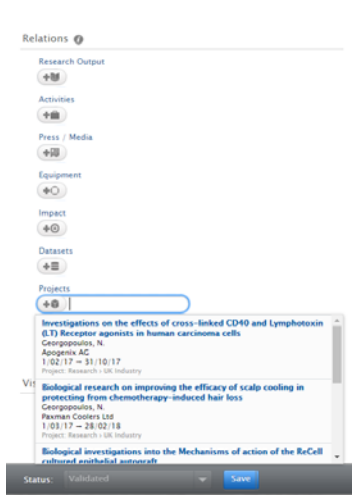 Relations
Research Output
Activities
Press / Media
Equipment
Impact
Datasets
Projects
Investigations on the effects of cross-linked CD40 and Lymphotoxin
(LT) Receptor agonists in human carcinoma cells
Georgopoulos, N.
Apogenix AG
1/02/17 → 31/10/17
Project: Research › UK Industry
Vis
Biological research on improving the efficacy of scalp cooling in
protecting from chemotherapy-induced hair loss
Georgopoulos, N.
Paxman Coolers Ltd
1/03/17 → 28/02/18
Project: Research › UK Industry
Biological investigations into the Mechanisms of action of the ReCell
cultured epithelial autograft
Status: Validated Save